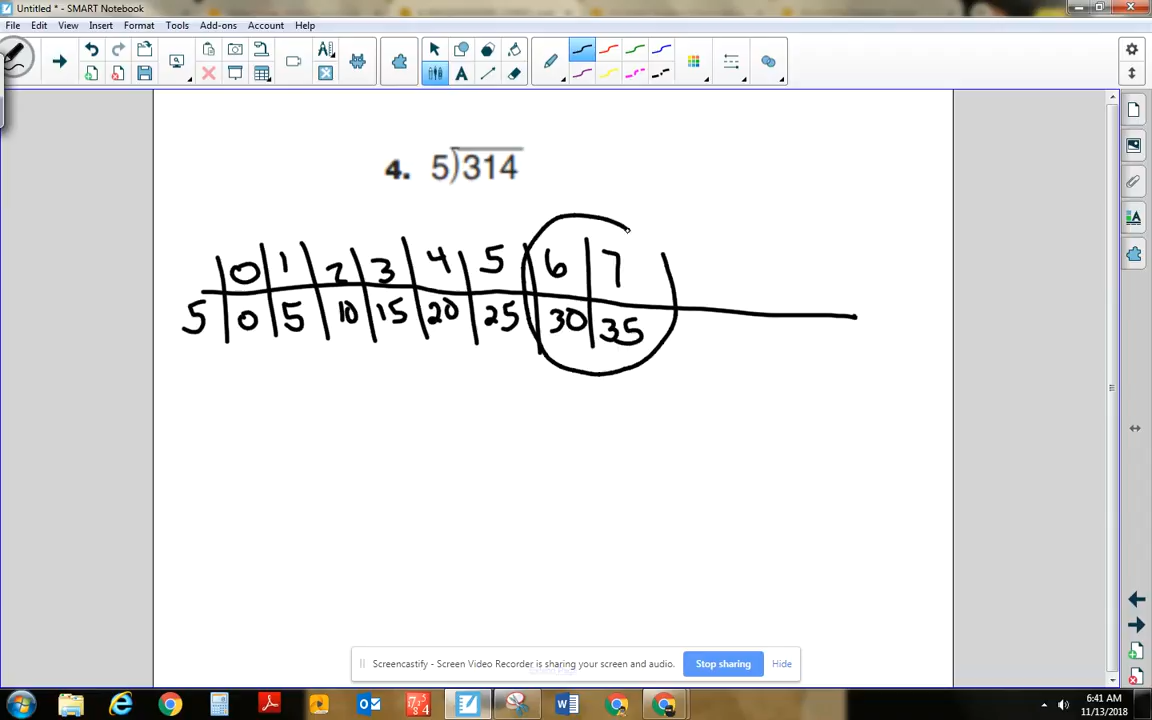 Untitled * - SMART Notebook
File Edit View Insert Format Tools Add-ons Help
4. 5)314
0 1 2 3 4 5 6 7
5 0 5 10 15 20 25 30 35
Screencastify - Screen Video Recorder is sharing your screen and audio. Stop sharing Hide
6:41 AM
11/13/2018